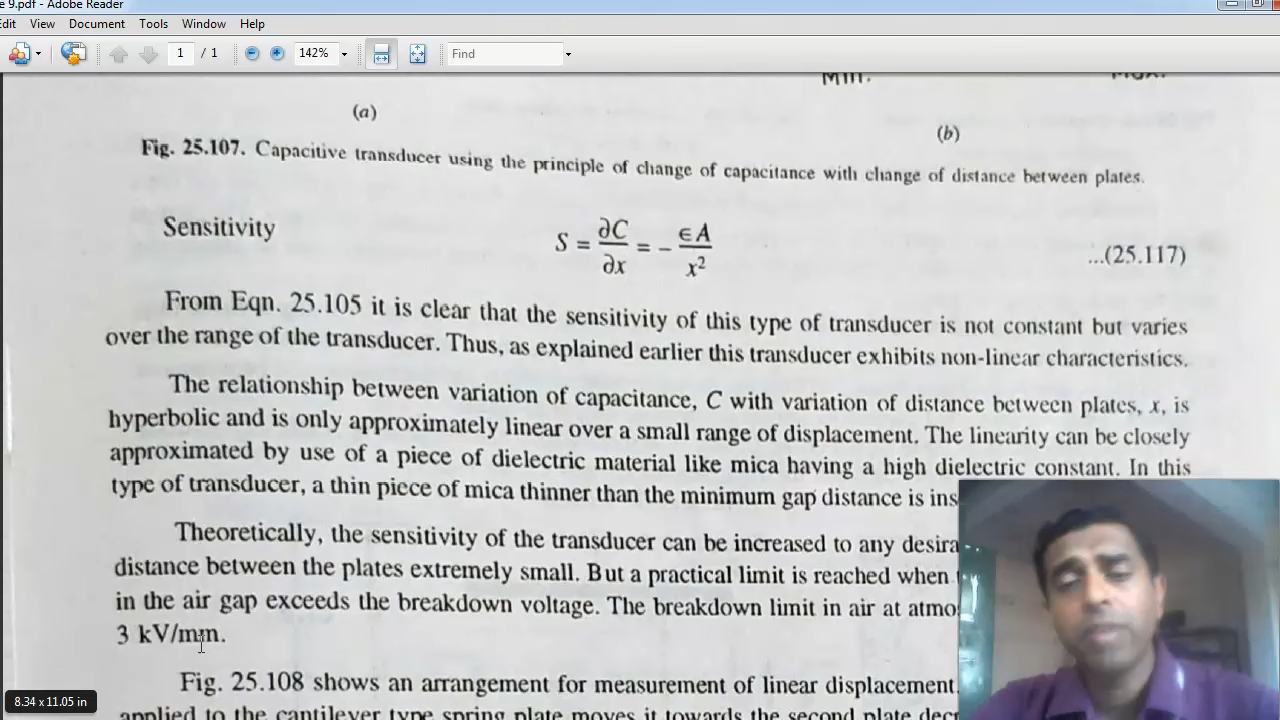 e 9.pdf - Adobe Reader
Edit View Document Tools Window Help
1 / 1 142% Find
(a)
(b)
Fig. 25.107. Capacitive transducer using the principle of change of capacitance with change of distance between plates.
Sensitivity S = ∂C/∂x = - ϵA/x² ...(25.117)
From Eqn. 25.105 it is clear that the sensitivity of this type of transducer is not constant but varies
over the range of the transducer. Thus, as explained earlier this transducer exhibits non-linear characteristics.
The relationship between variation of capacitance, C with variation of distance between plates, x, is
hyperbolic and is only approximately linear over a small range of displacement. The linearity can be closely
approximated by use of a piece of dielectric material like mica having a high dielectric constant. In this
type of transducer, a thin piece of mica thinner than the minimum gap distance is ins
Theoretically, the sensitivity of the transducer can be increased to any desira
distance between the plates extremely small. But a practical limit is reached when
in the air gap exceeds the breakdown voltage. The breakdown limit in air at atmo
3 kV/mm.
Fig. 25.108 shows an arrangement for measurement of linear displacement.
applied to the cantilever type spring plate moves it towards the second plate decr
8.34 x 11.05 in